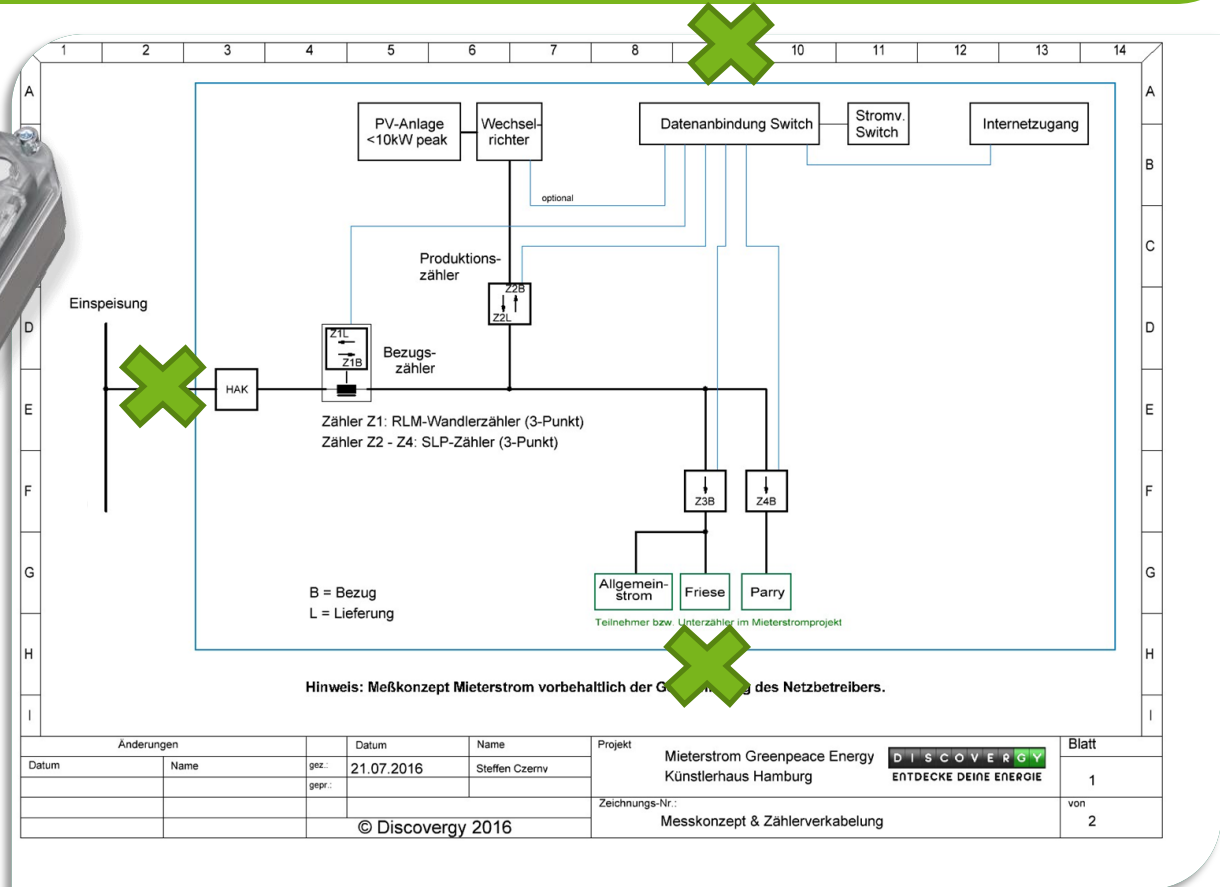 1 2 3 4 5 6 7 8 10 11 12 13 14
A A
PV-Anlage
<10kW peak
Wechsel-
richter
Datenanbindung Switch
Stromv.
Switch
Internetzugang
B B
optional
C C
Produktions-
zähler
Z2B
Z2L
Einspeisung
D D
Z1L
Z1B
Bezugs-
zähler
HAK
E E
Zähler Z1: RLM-Wandlerzähler (3-Punkt)
Zähler Z2 - Z4: SLP-Zähler (3-Punkt)
F F
Z3B
Z4B
G G
Allgemein-
strom
Friese
Parry
B = Bezug
L = Lieferung
Teilnehmer bzw. Unterzähler im Mieterstromprojekt
H H
Hinweis: Meßkonzept Mieterstrom vorbehaltlich der des Netzbetreibers.
I I
Änderungen
Datum
Name
Datum
Name
gez.:
21.07.2016
Steffen Czerny
gepr.:
© Discovergy 2016
Projekt
Mieterstrom Greenpeace Energy
Künstlerhaus Hamburg
DISCOVERGY
ENTDECKE DEINE ENERGIE
Blatt
1
Zeichnungs-Nr.:
Messkonzept & Zählerverkabelung
von
2